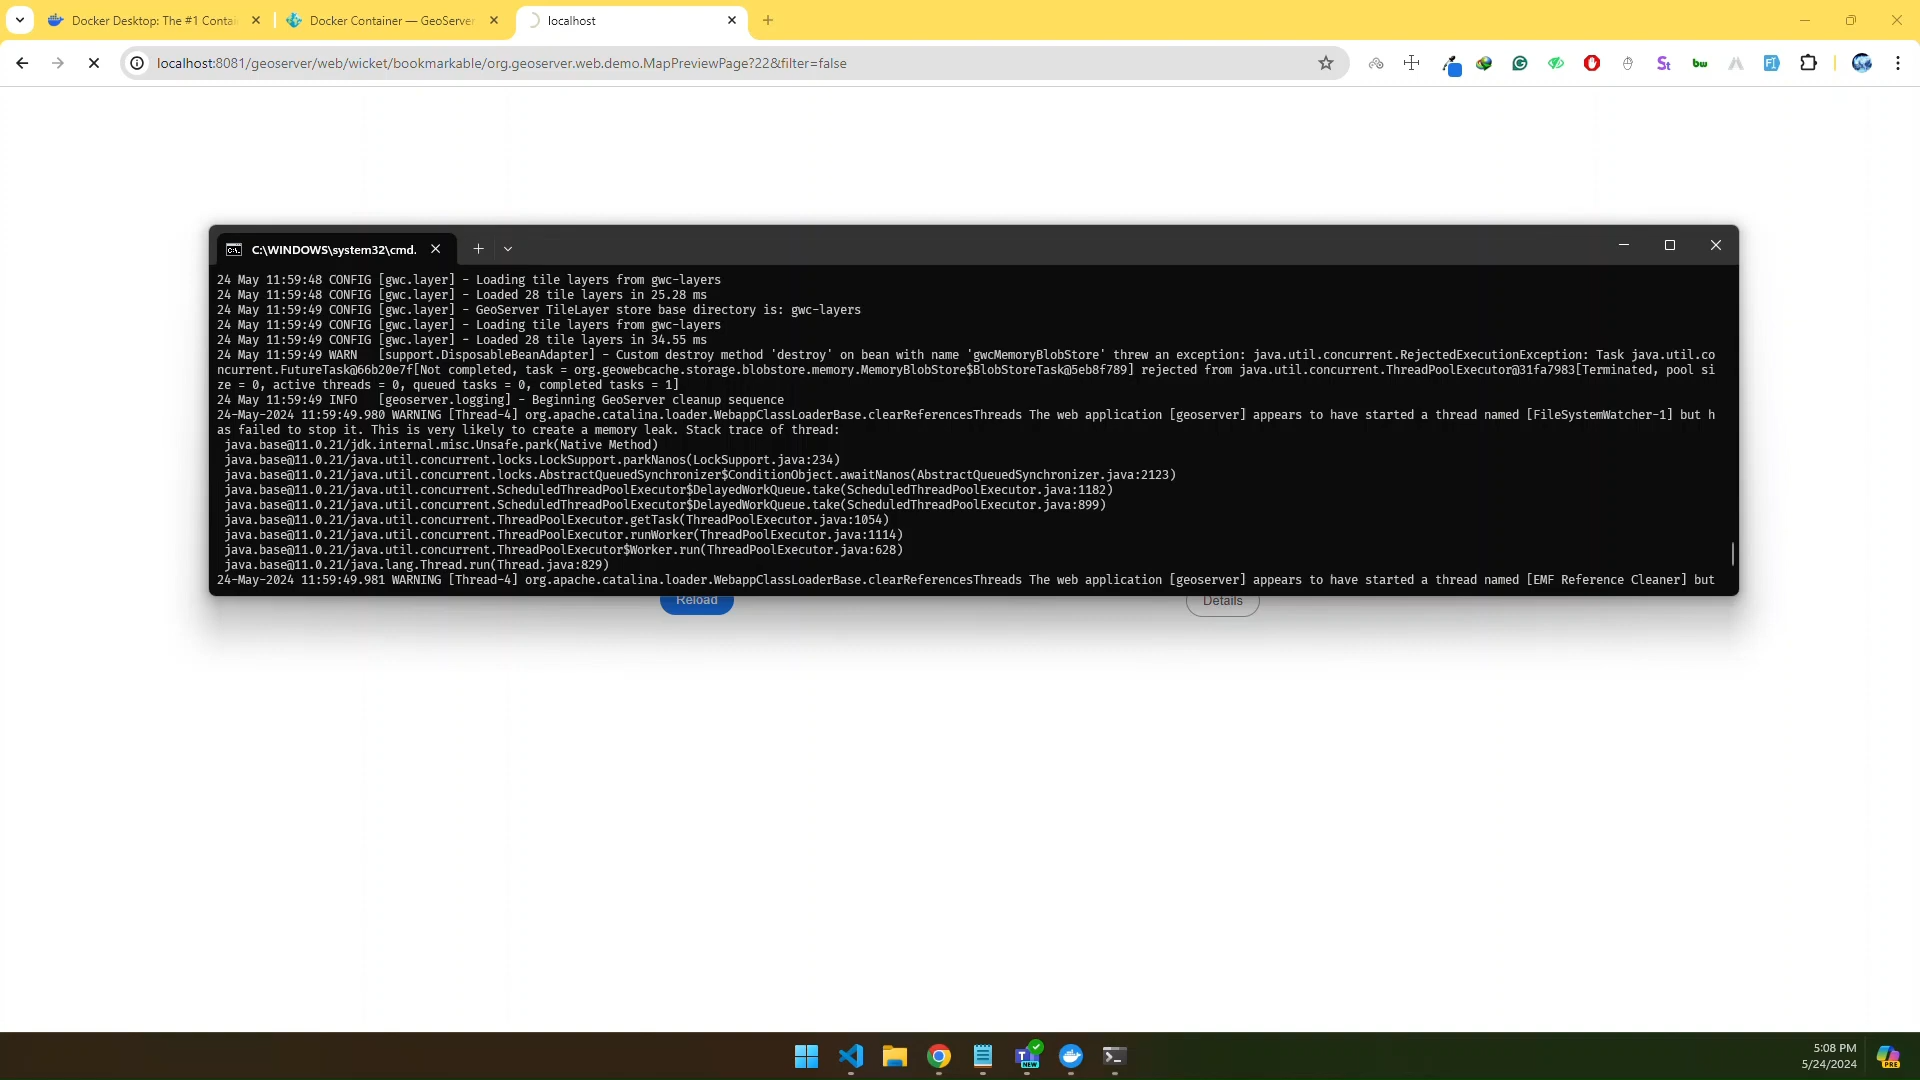 Docker Desktop: The #1 Contai
Docker Container — GeoServer
localhost
localhost:8081/geoserver/web/wicket/bookmarkable/org.geoserver.web.demo.MapPreviewPage?22&filter=false
C:\WINDOWS\system32\cmd.
24 May 11:59:48 CONFIG [gwc.layer] - Loading tile layers from gwc-layers
24 May 11:59:48 CONFIG [gwc.layer] - Loaded 28 tile layers in 25.28 ms
24 May 11:59:49 CONFIG [gwc.layer] - GeoServer TileLayer store base directory is: gwc-layers
24 May 11:59:49 CONFIG [gwc.layer] - Loading tile layers from gwc-layers
24 May 11:59:49 CONFIG [gwc.layer] - Loaded 28 tile layers in 34.55 ms
24 May 11:59:49 WARN   [support.DisposableBeanAdapter] - Custom destroy method 'destroy' on bean with name 'gwcMemoryBlobStore' threw an exception: java.util.concurrent.RejectedExecutionException: Task java.util.co
ncurrent.FutureTask@66b20e7f[Not completed, task = org.geowebcache.storage.blobstore.memory.MemoryBlobStore$BlobStoreTask@5eb8f789] rejected from java.util.concurrent.ThreadPoolExecutor@31fa7983[Terminated, pool si
ze = 0, active threads = 0, queued tasks = 0, completed tasks = 1]
24 May 11:59:49 INFO   [geoserver.logging] - Beginning GeoServer cleanup sequence
24-May-2024 11:59:49.980 WARNING [Thread-4] org.apache.catalina.loader.WebappClassLoaderBase.clearReferencesThreads The web application [geoserver] appears to have started a thread named [FileSystemWatcher-1] but h
as failed to stop it. This is very likely to create a memory leak. Stack trace of thread:
java.base@11.0.21/jdk.internal.misc.Unsafe.park(Native Method)
java.base@11.0.21/java.util.concurrent.locks.LockSupport.parkNanos(LockSupport.java:234)
java.base@11.0.21/java.util.concurrent.locks.AbstractQueuedSynchronizer$ConditionObject.awaitNanos(AbstractQueuedSynchronizer.java:2123)
java.base@11.0.21/java.util.concurrent.ScheduledThreadPoolExecutor$DelayedWorkQueue.take(ScheduledThreadPoolExecutor.java:1182)
java.base@11.0.21/java.util.concurrent.ScheduledThreadPoolExecutor$DelayedWorkQueue.take(ScheduledThreadPoolExecutor.java:899)
java.base@11.0.21/java.util.concurrent.ThreadPoolExecutor.getTask(ThreadPoolExecutor.java:1054)
java.base@11.0.21/java.util.concurrent.ThreadPoolExecutor.runWorker(ThreadPoolExecutor.java:1114)
java.base@11.0.21/java.util.concurrent.ThreadPoolExecutor$Worker.run(ThreadPoolExecutor.java:628)
java.base@11.0.21/java.lang.Thread.run(Thread.java:829)
24-May-2024 11:59:49.981 WARNING [Thread-4] org.apache.catalina.loader.WebappClassLoaderBase.clearReferencesThreads The web application [geoserver] appears to have started a thread named [EMF Reference Cleaner] but
Reload
Details
5:08 PM
5/24/2024